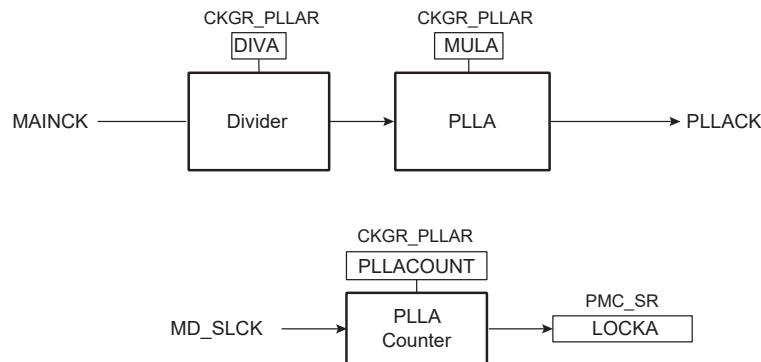 CKGR_PLLAR CKGR_PLLAR
DIVA MULA
MAINCK Divider PLLA PLLACK
CKGR_PLLAR
PLLACOUNT
PMC_SR
MD_SLCK PLLA LOCKA
Counter